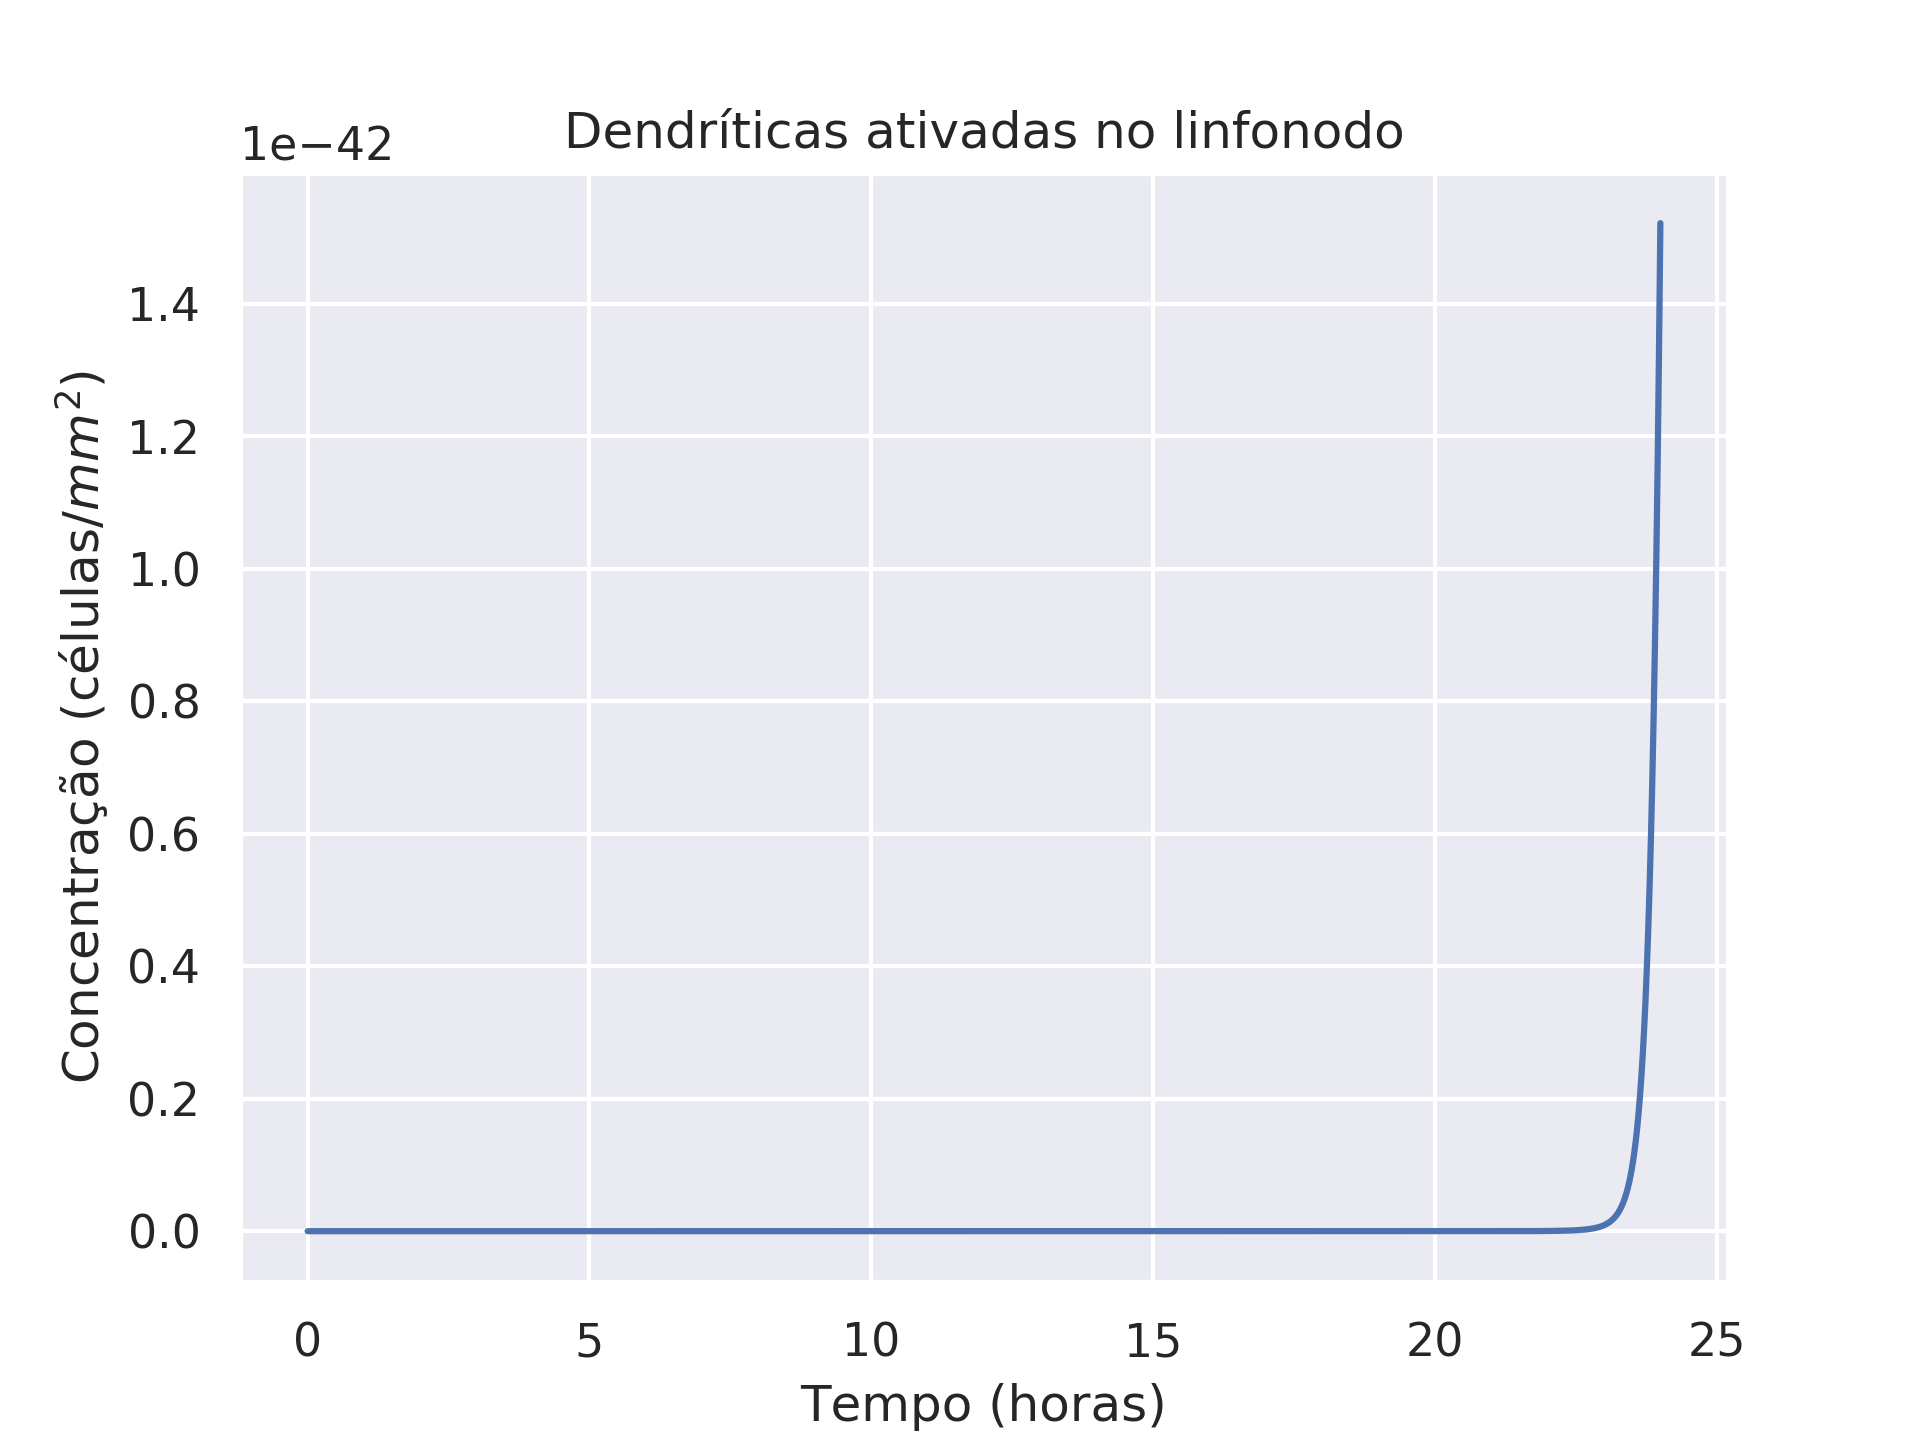 Dendríticas ativadas no linfonodo
1e−42
Concentração (células/mm²)
1.4
1.2
1.0
0.8
0.6
0.4
0.2
0.0
0 5 10 15 20 25
Tempo (horas)